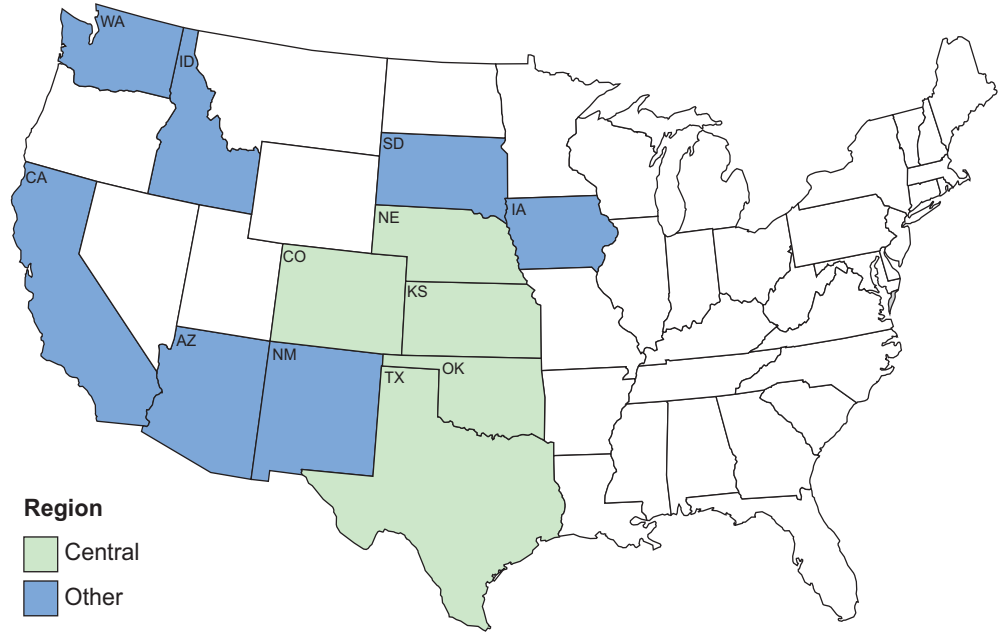 WA
ID
SD
CA
IA
NE
CO
KS
AZ
NM
OK
TX
Region
Central
Other